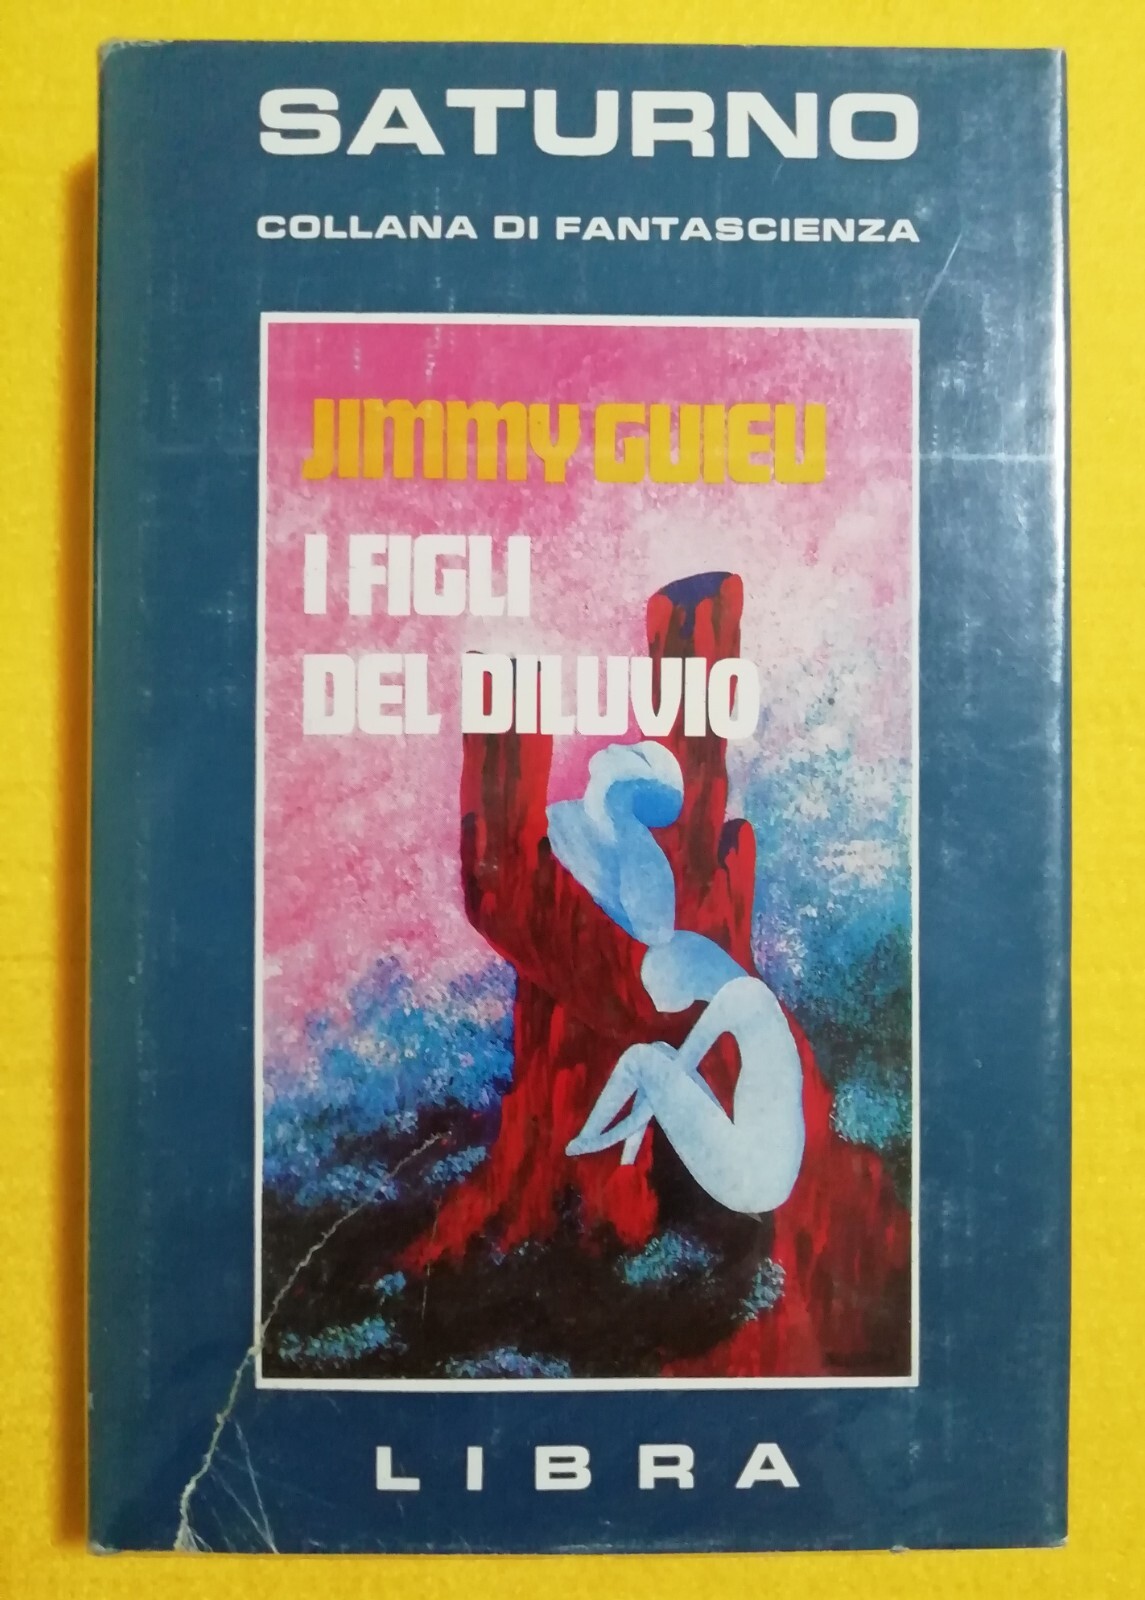 SATURNO
COLLANA DI FANTASCIENZA
JIMMY GUIEU
I FIGLI
DEL DILUVIO
LIBRA